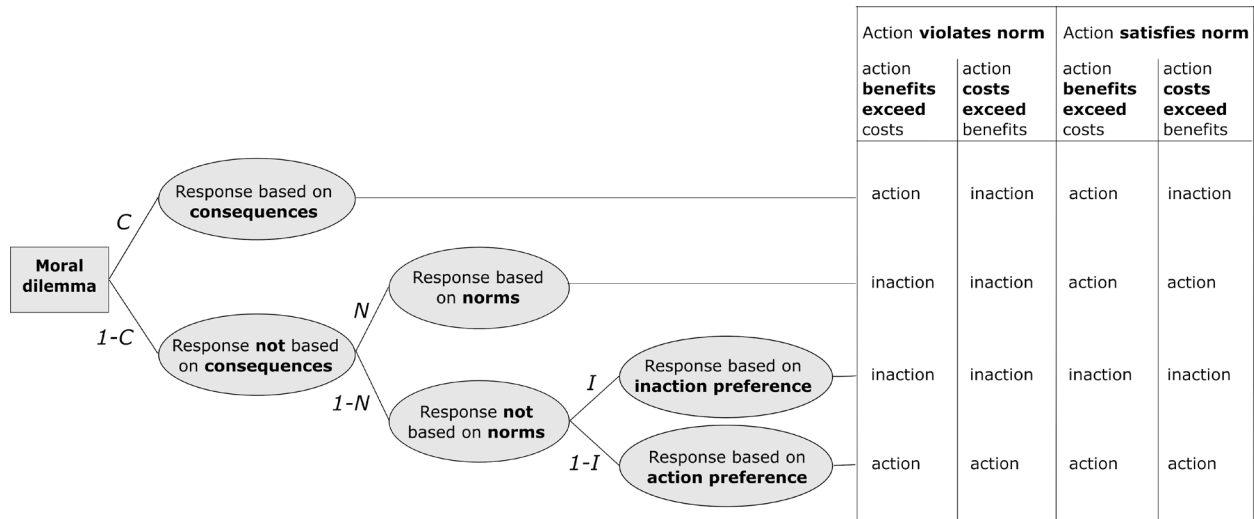 Action violates norm
Action satisfies norm
action
benefits
exceed
costs
action
costs
exceed
benefits
action
benefits
exceed
costs
action
costs
exceed
benefits
Response based on
consequences
action
inaction
action
inaction
C
Moral
dilemma
1-C
Response based
on norms
inaction
inaction
action
action
N
Response not based
on consequences
1-N
Response based on
inaction preference
inaction
inaction
inaction
inaction
I
Response not
based on norms
1-I
Response based on
action preference
action
action
action
action